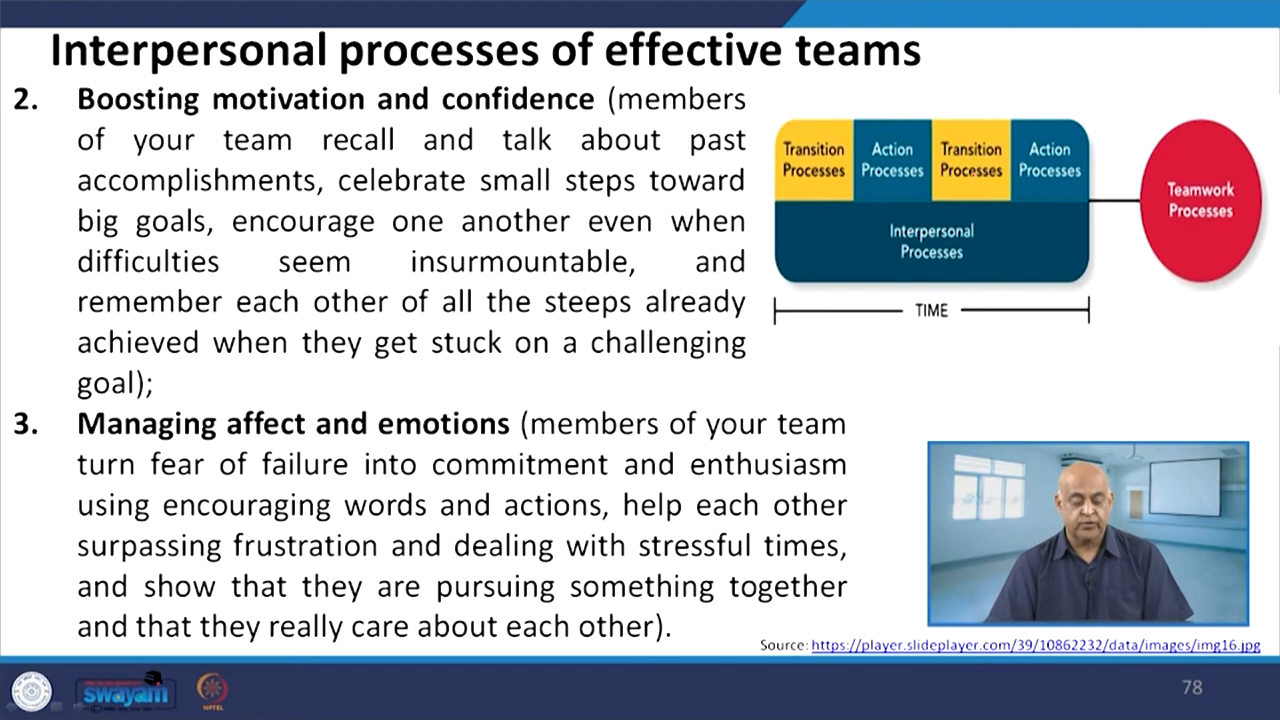 Interpersonal processes of effective teams
2. Boosting motivation and confidence (members
of your team recall and talk about past
accomplishments, celebrate small steps toward
big goals, encourage one another even when
difficulties seem insurmountable, and
remember each other of all the steeps already
achieved when they get stuck on a challenging
goal);
3. Managing affect and emotions (members of your team
turn fear of failure into commitment and enthusiasm
using encouraging words and actions, help each other
surpassing frustration and dealing with stressful times,
and show that they are pursuing something together
and that they really care about each other).
Transition
Processes
Action
Processes
Transition
Processes
Action
Processes
Interpersonal
Processes
TIME
Teamwork
Processes
Source: https://player.slideplayer.com/39/10862232/data/images/img16.jpg
swayam
NPTEL
78